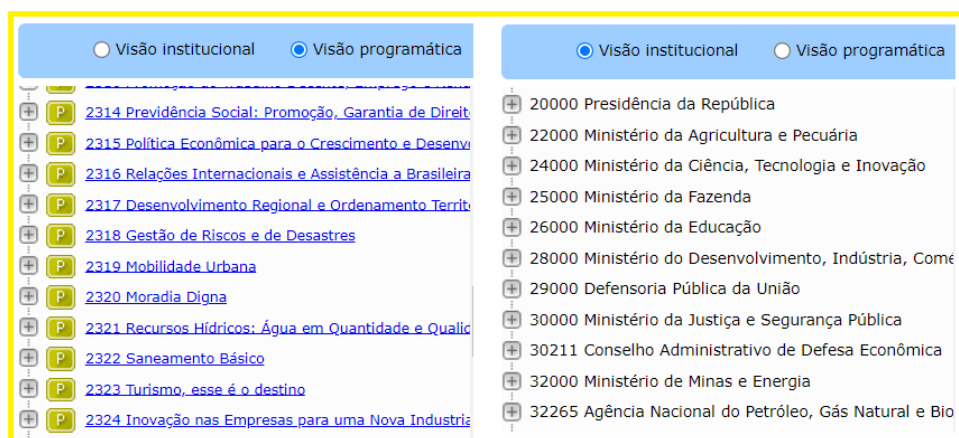 Visão institucional Visão programática
P 2314 Previdência Social: Promoção, Garantia de Direit
P 2315 Política Econômica para o Crescimento e Desenv
P 2316 Relações Internacionais e Assistência a Brasileira
P 2317 Desenvolvimento Regional e Ordenamento Territ
P 2318 Gestão de Riscos e de Desastres
P 2319 Mobilidade Urbana
P 2320 Moradia Digna
P 2321 Recursos Hídricos: Água em Quantidade e Qualid
P 2322 Saneamento Básico
P 2323 Turismo, esse é o destino
P 2324 Inovação nas Empresas para uma Nova Industria
Visão institucional Visão programática
20000 Presidência da República
22000 Ministério da Agricultura e Pecuária
24000 Ministério da Ciência, Tecnologia e Inovação
25000 Ministério da Fazenda
26000 Ministério da Educação
28000 Ministério do Desenvolvimento, Indústria, Comé
29000 Defensoria Pública da União
30000 Ministério da Justiça e Segurança Pública
30211 Conselho Administrativo de Defesa Econômica
32000 Ministério de Minas e Energia
32265 Agência Nacional do Petróleo, Gás Natural e Bio